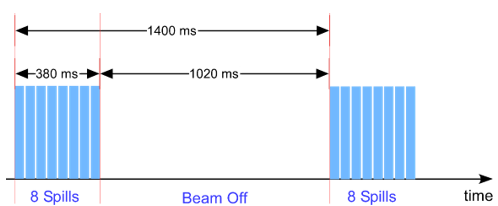 1400 ms
380 ms
1020 ms
8 Spills
Beam Off
8 Spills
time